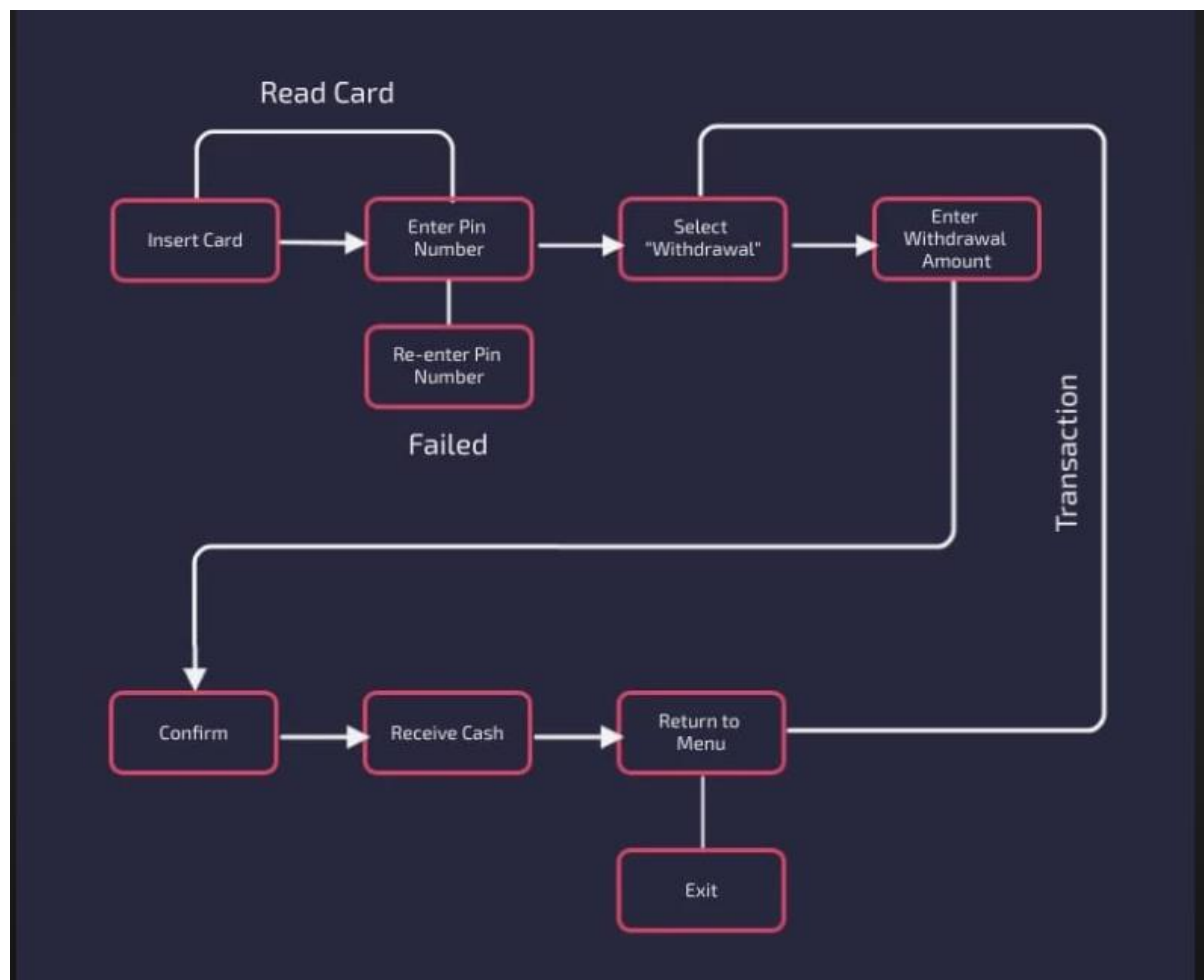 Read Card
Insert Card
Enter Pin
Number
Select
"Withdrawal"
Enter
Withdrawal
Amount
Re-enter Pin
Number
Failed
Transaction
Confirm
Receive Cash
Return to
Menu
Exit